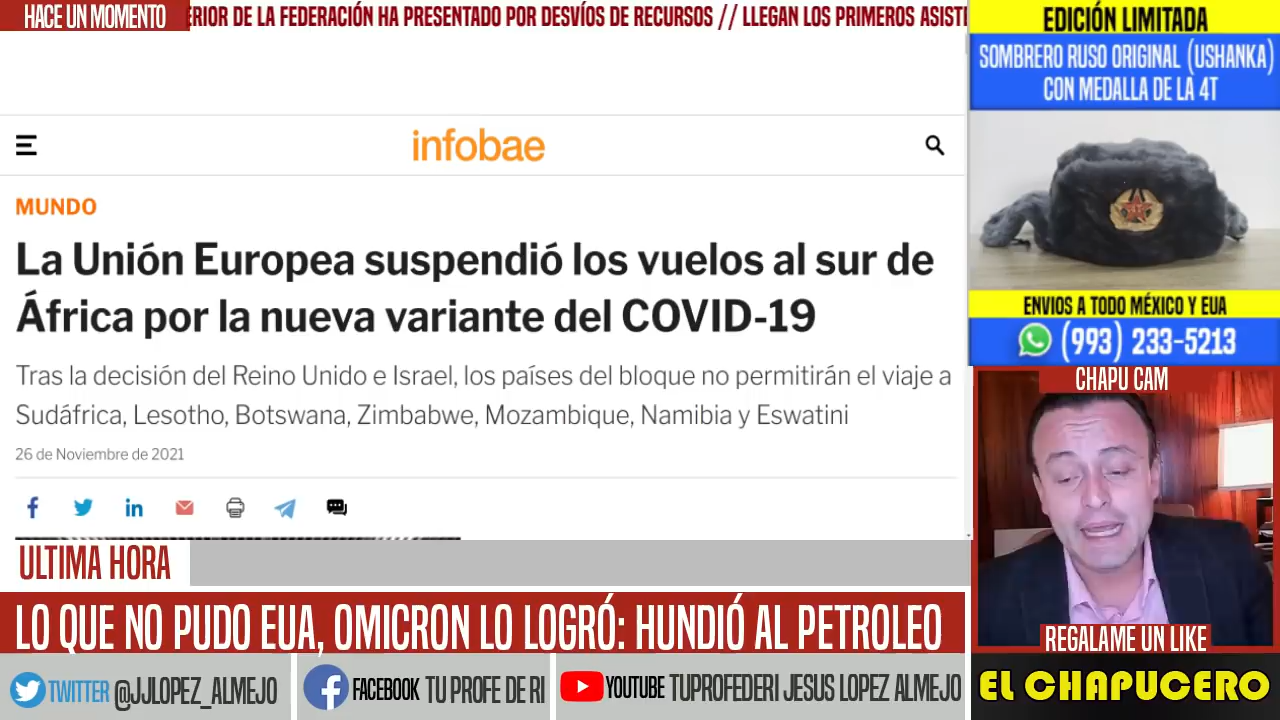 HACE UN MOMENTO
ERIOR DE LA FEDERACIÓN HA PRESENTADO POR DESVÍOS DE RECURSOS // LLEGAN LOS PRIMEROS ASISTE
EDICIÓN LIMITADA
SOMBRERO RUSO ORIGINAL (USHANKA)
CON MEDALLA DE LA 4T
infobae
MUNDO
La Unión Europea suspendió los vuelos al sur de
África por la nueva variante del COVID-19
Tras la decisión del Reino Unido e Israel, los países del bloque no permitirán el viaje a
Sudáfrica, Lesotho, Botswana, Zimbabwe, Mozambique, Namibia y Eswatini
26 de Noviembre de 2021
ENVIOS A TODO MÉXICO Y EUA
(993) 233-5213
CHAPU CAM
ULTIMA HORA
LO QUE NO PUDO EUA, OMICRON LO LOGRÓ: HUNDIÓ AL PETROLEO
REGALAME UN LIKE
TWITTER @JJLOPEZ_ALMEJO
FACEBOOK TU PROFE DE RI
YOUTUBE TUPROFEDERI JESUS LOPEZ ALMEJO
EL CHAPUCERO